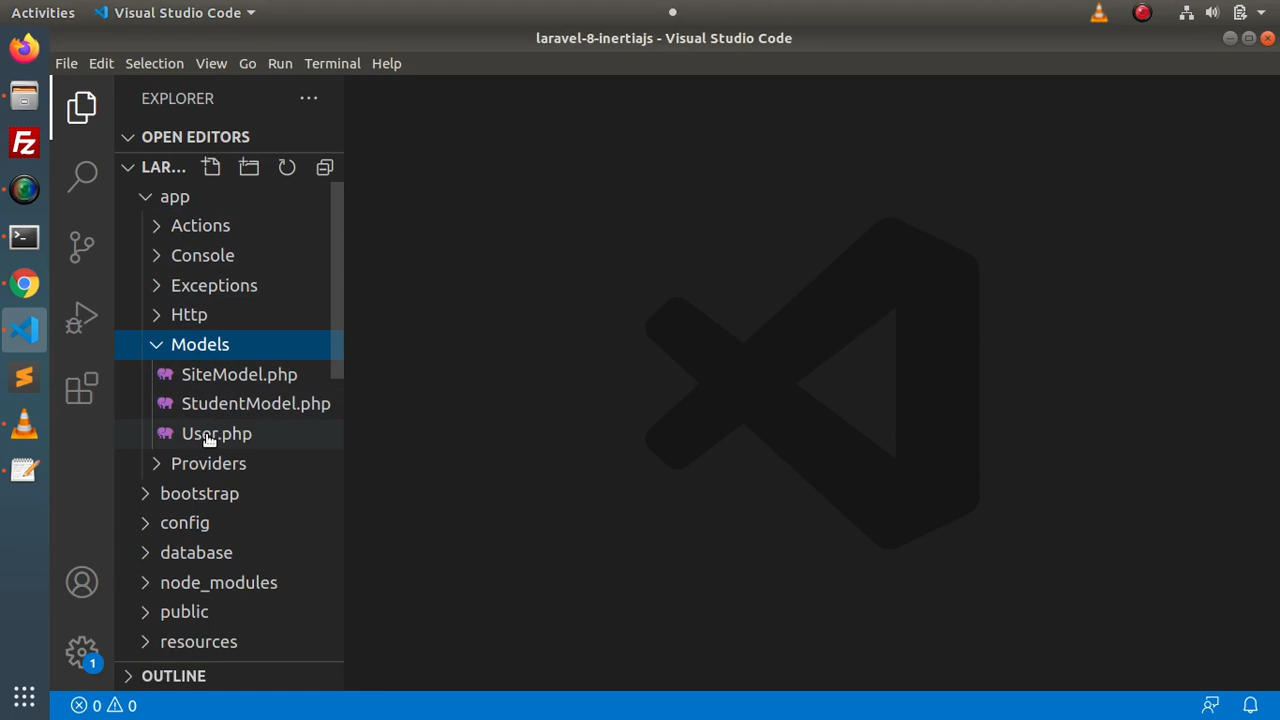 Activities
Visual Studio Code
laravel-8-inertiajs - Visual Studio Code
File Edit Selection View Go Run Terminal Help
EXPLORER
OPEN EDITORS
LAR...
app
Actions
Console
Exceptions
Http
Models
SiteModel.php
StudentModel.php
User.php
Providers
bootstrap
config
database
node_modules
public
resources
OUTLINE
1
0 0
Fz